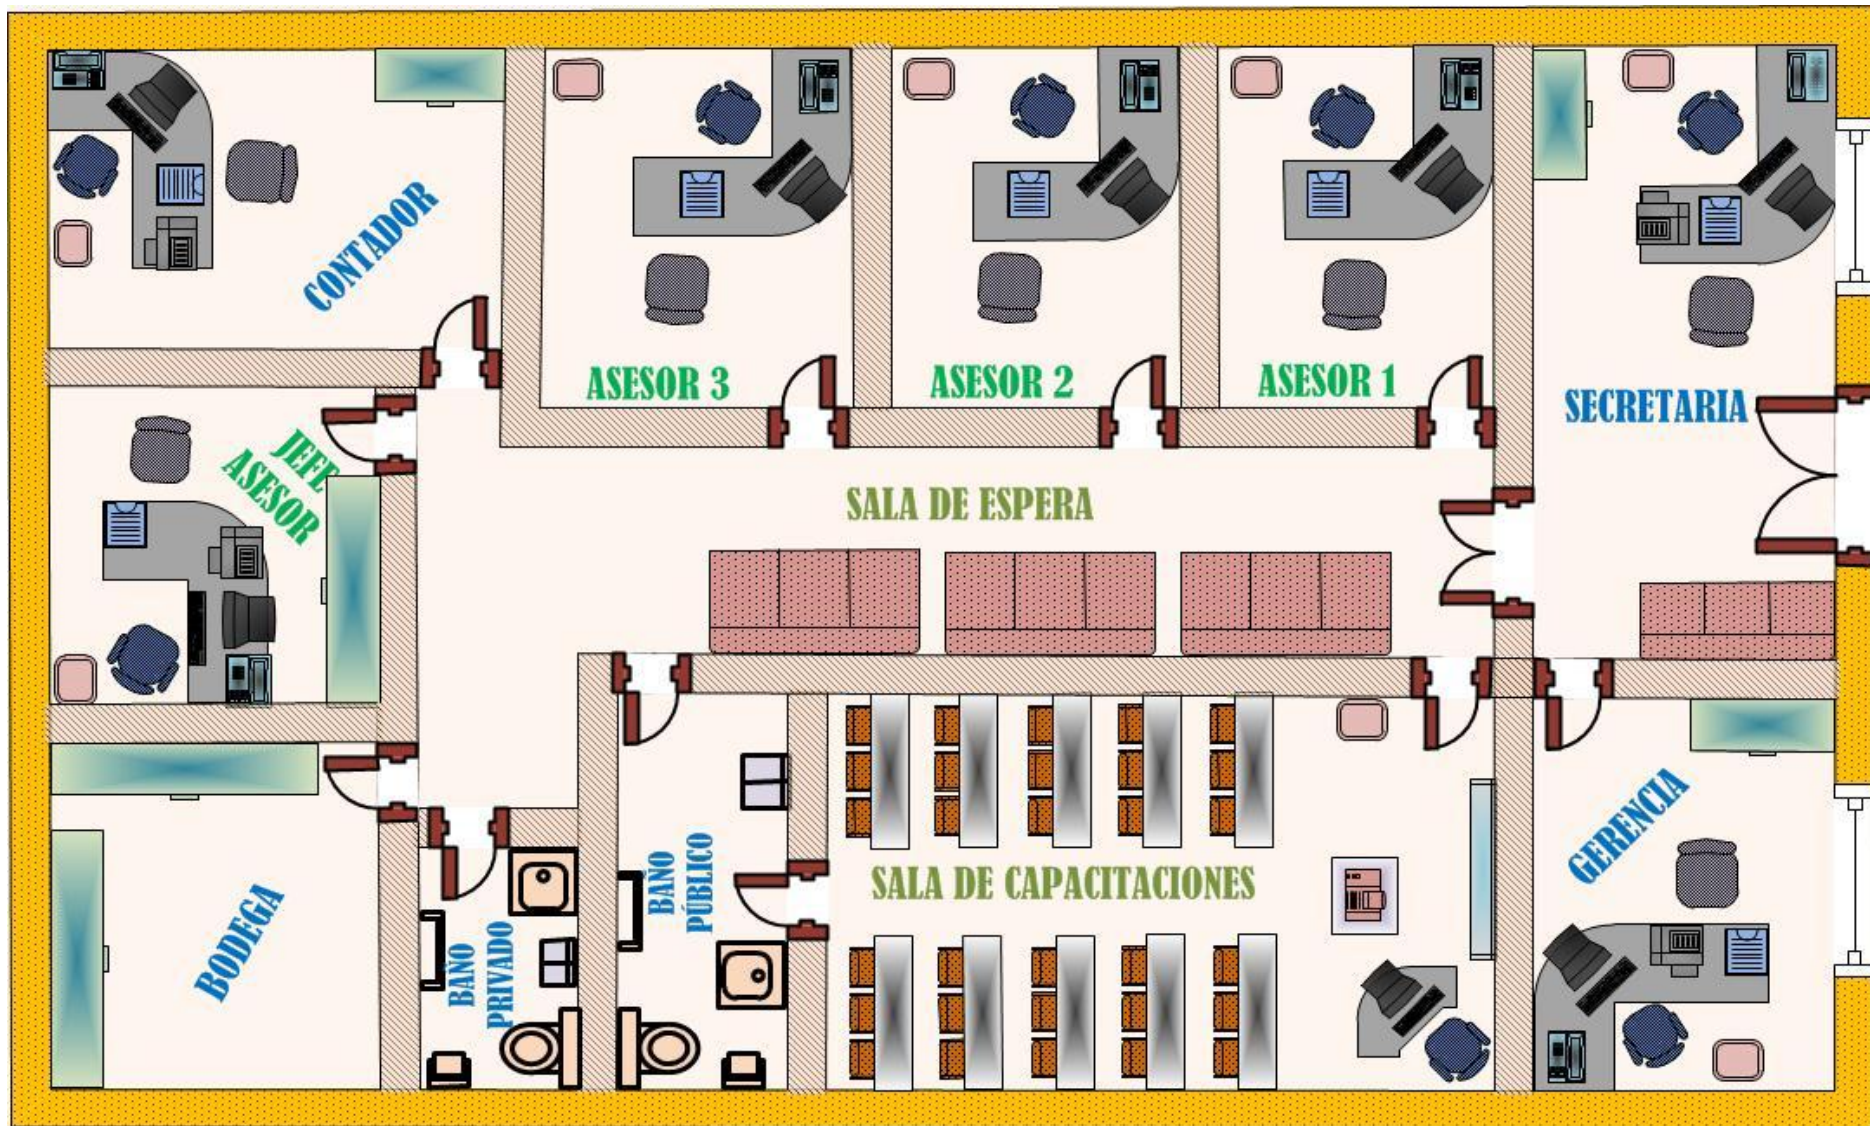 CONTADOR
ASESOR 3
ASESOR 2
ASESOR 1
SECRETARIA
JEFE
ASESOR
SALA DE ESPERA
GERENCIA
BODEGA
BAÑO
PRIVADO
BAÑO
PÚBLICO
SALA DE CAPACITACIONES